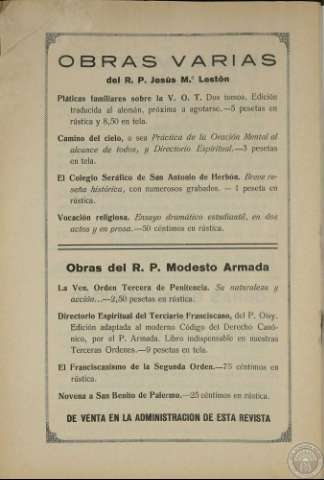 OBRAS VARIAS
del R. P. Jesús M.ª Lestón
Pláticas familiares sobre la V. O. T. Dos tomos. Edición
traducida al alemán, próxima a agotarse.—5 pesetas en
rústica y 8,50 en tela.
Camino del cielo, o sea Práctica de la Oración Mental al
alcance de todos, y Directorio Espiritual.—3 pesetas
en tela.
El Colegio Seráfico de San Antonio de Herbón. Breve re-
seña histórica, con numerosos grabados. — 1 peseta en
rústica.
Vocación religiosa. Ensayo dramático estudiantil, en dos
actos y en prosa.—50 céntimos en rústica.
Obras del R. P. Modesto Armada
La Ven. Orden Tercera de Penitencia. Su naturaleza y
acción...—2,50 pesetas en rústica.
Directorio Espiritual del Terciario Franciscano, del P.
Edición adaptada al moderno Código del Derecho Canó-
nico, por el P. Armada. Libro indispensable en nuestras
Terceras Ordenes.—9 pesetas en tela.
El Franciscanismo de la Segunda Orden.—75 céntimos en
rústica.
Novena a San Benito de Palermo.—25 céntimos en rústica.
DE VENTA EN LA ADMINISTRACION DE ESTA REVISTA